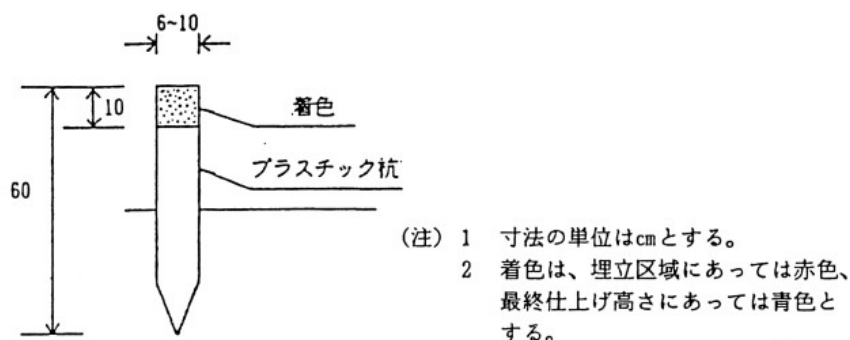 6~10
10
着色
プラスチック杭
60
(注) 1 寸法の単位はcmとする。
2 着色は、埋立区域にあっては赤色、
最終仕上げ高さにあっては青色と
する。